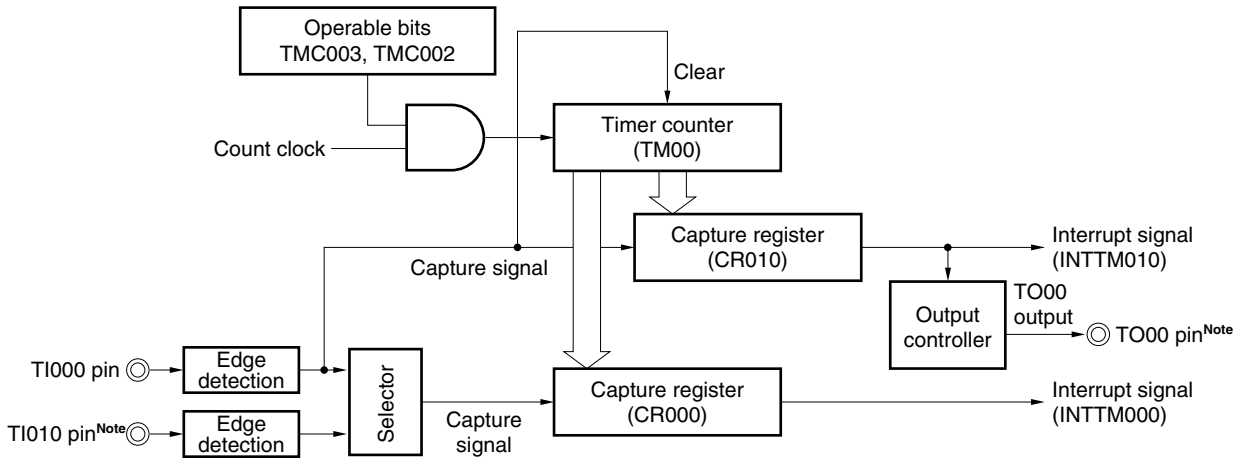 Operable bits
TMC003, TMC002
Clear
Timer counter
(TM00)
Count clock
Capture register
(CR010)
Interrupt signal
(INTTM010)
Capture signal
TO00
output
Output
controller
TO00 pinNote
TI000 pin
Edge
detection
Selector
Capture register
(CR000)
Interrupt signal
(INTTM000)
Capture
signal
TI010 pinNote
Edge
detection